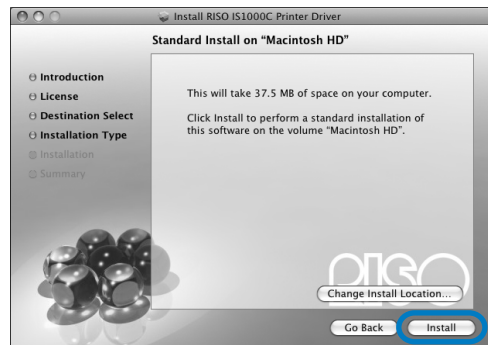 Install RISO IS1000C Printer Driver
Standard Install on “Macintosh HD”
Introduction
License
Destination Select
Installation Type
Installation
Summary
This will take 37.5 MB of space on your computer.
Click Install to perform a standard installation of
this software on the volume “Macintosh HD”.
RISO
Change Install Location...
Go Back
Install